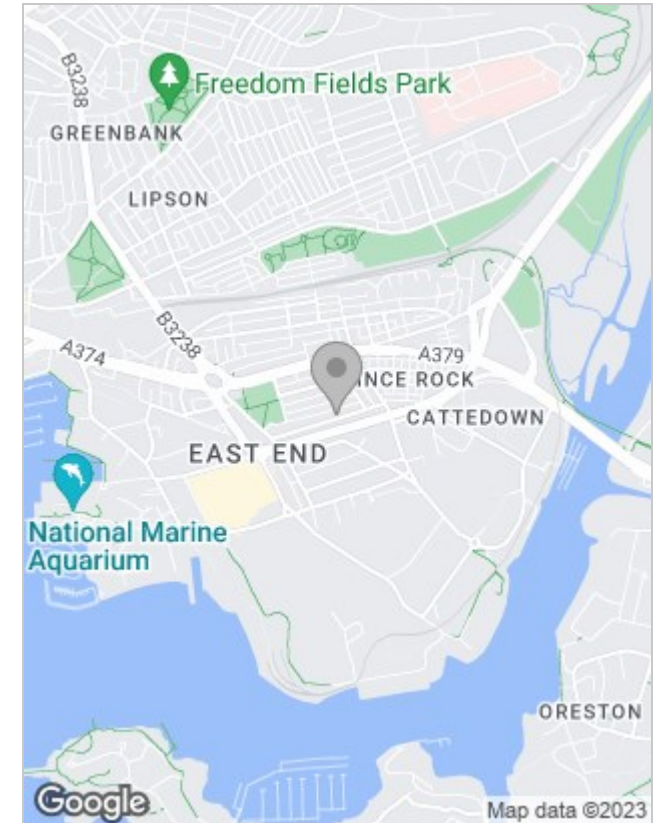 B3238
Freedom Fields Park
GREENBANK
LIPSON
B3238
A374
A379
INCE ROCK
CATTEDOWN
EAST END
National Marine
Aquarium
ORESTON
Google
Map data ©2023